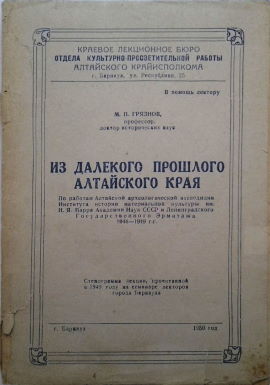 КРАЕВОЕ ЛЕКЦИОННОЕ БЮРО
ОТДЕЛА КУЛЬТУРНО-ПРОСВЕТИТЕЛЬНОЙ РАБОТЫ
АЛТАЙСКОГО КРАЙИСПОЛКОМА
г. Барнаул, ул. Республики, 25
В помощь лектору
М. П. ГРЯЗНОВ,
профессор,
доктор исторических наук
ИЗ ДАЛЕКОГО ПРОШЛОГО
АЛТАЙСКОГО КРАЯ
По работам Алтайской археологической экспедиции
Института истории материальной культуры им.
Н. Я. Марра Академии Наук СССР и Ленинградского
Государственного Эрмитажа
1946—1949 г.г.
Стенограмма лекции, прочитанной
в 1949 году на семинаре лекторов
города Барнаула
г. Барнаул
1950 год